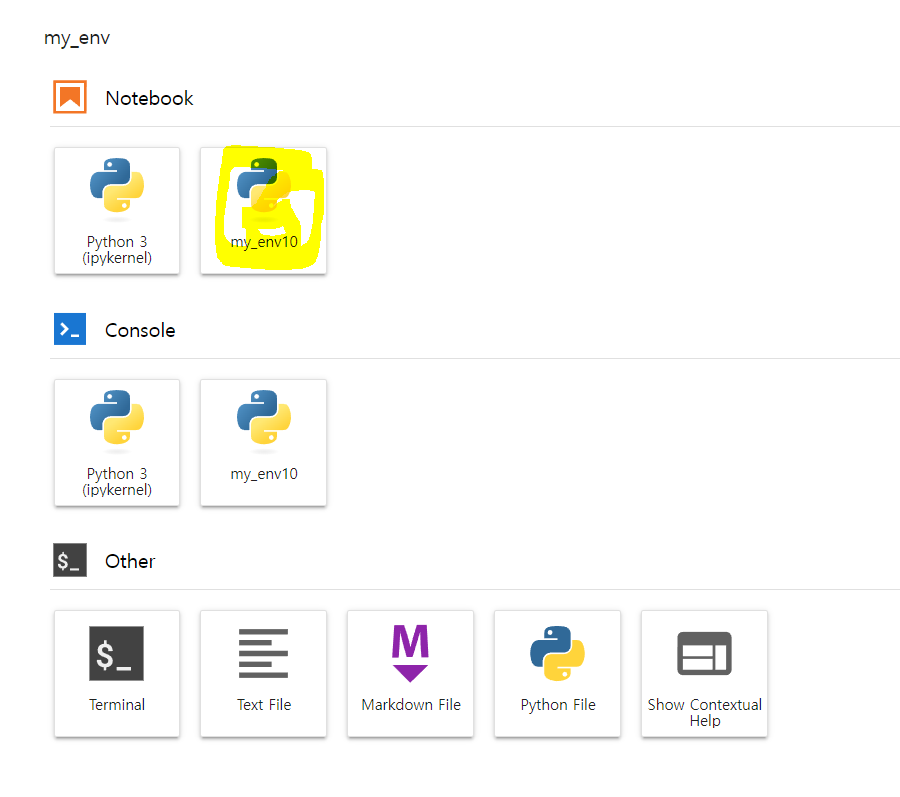 my_env
Notebook
Python 3
(ipykernel)
my_env10
Console
Python 3
(ipykernel)
my_env10
$_ Other
$_
Terminal
Text File
M
Markdown File
Python File
Show Contextual
Help